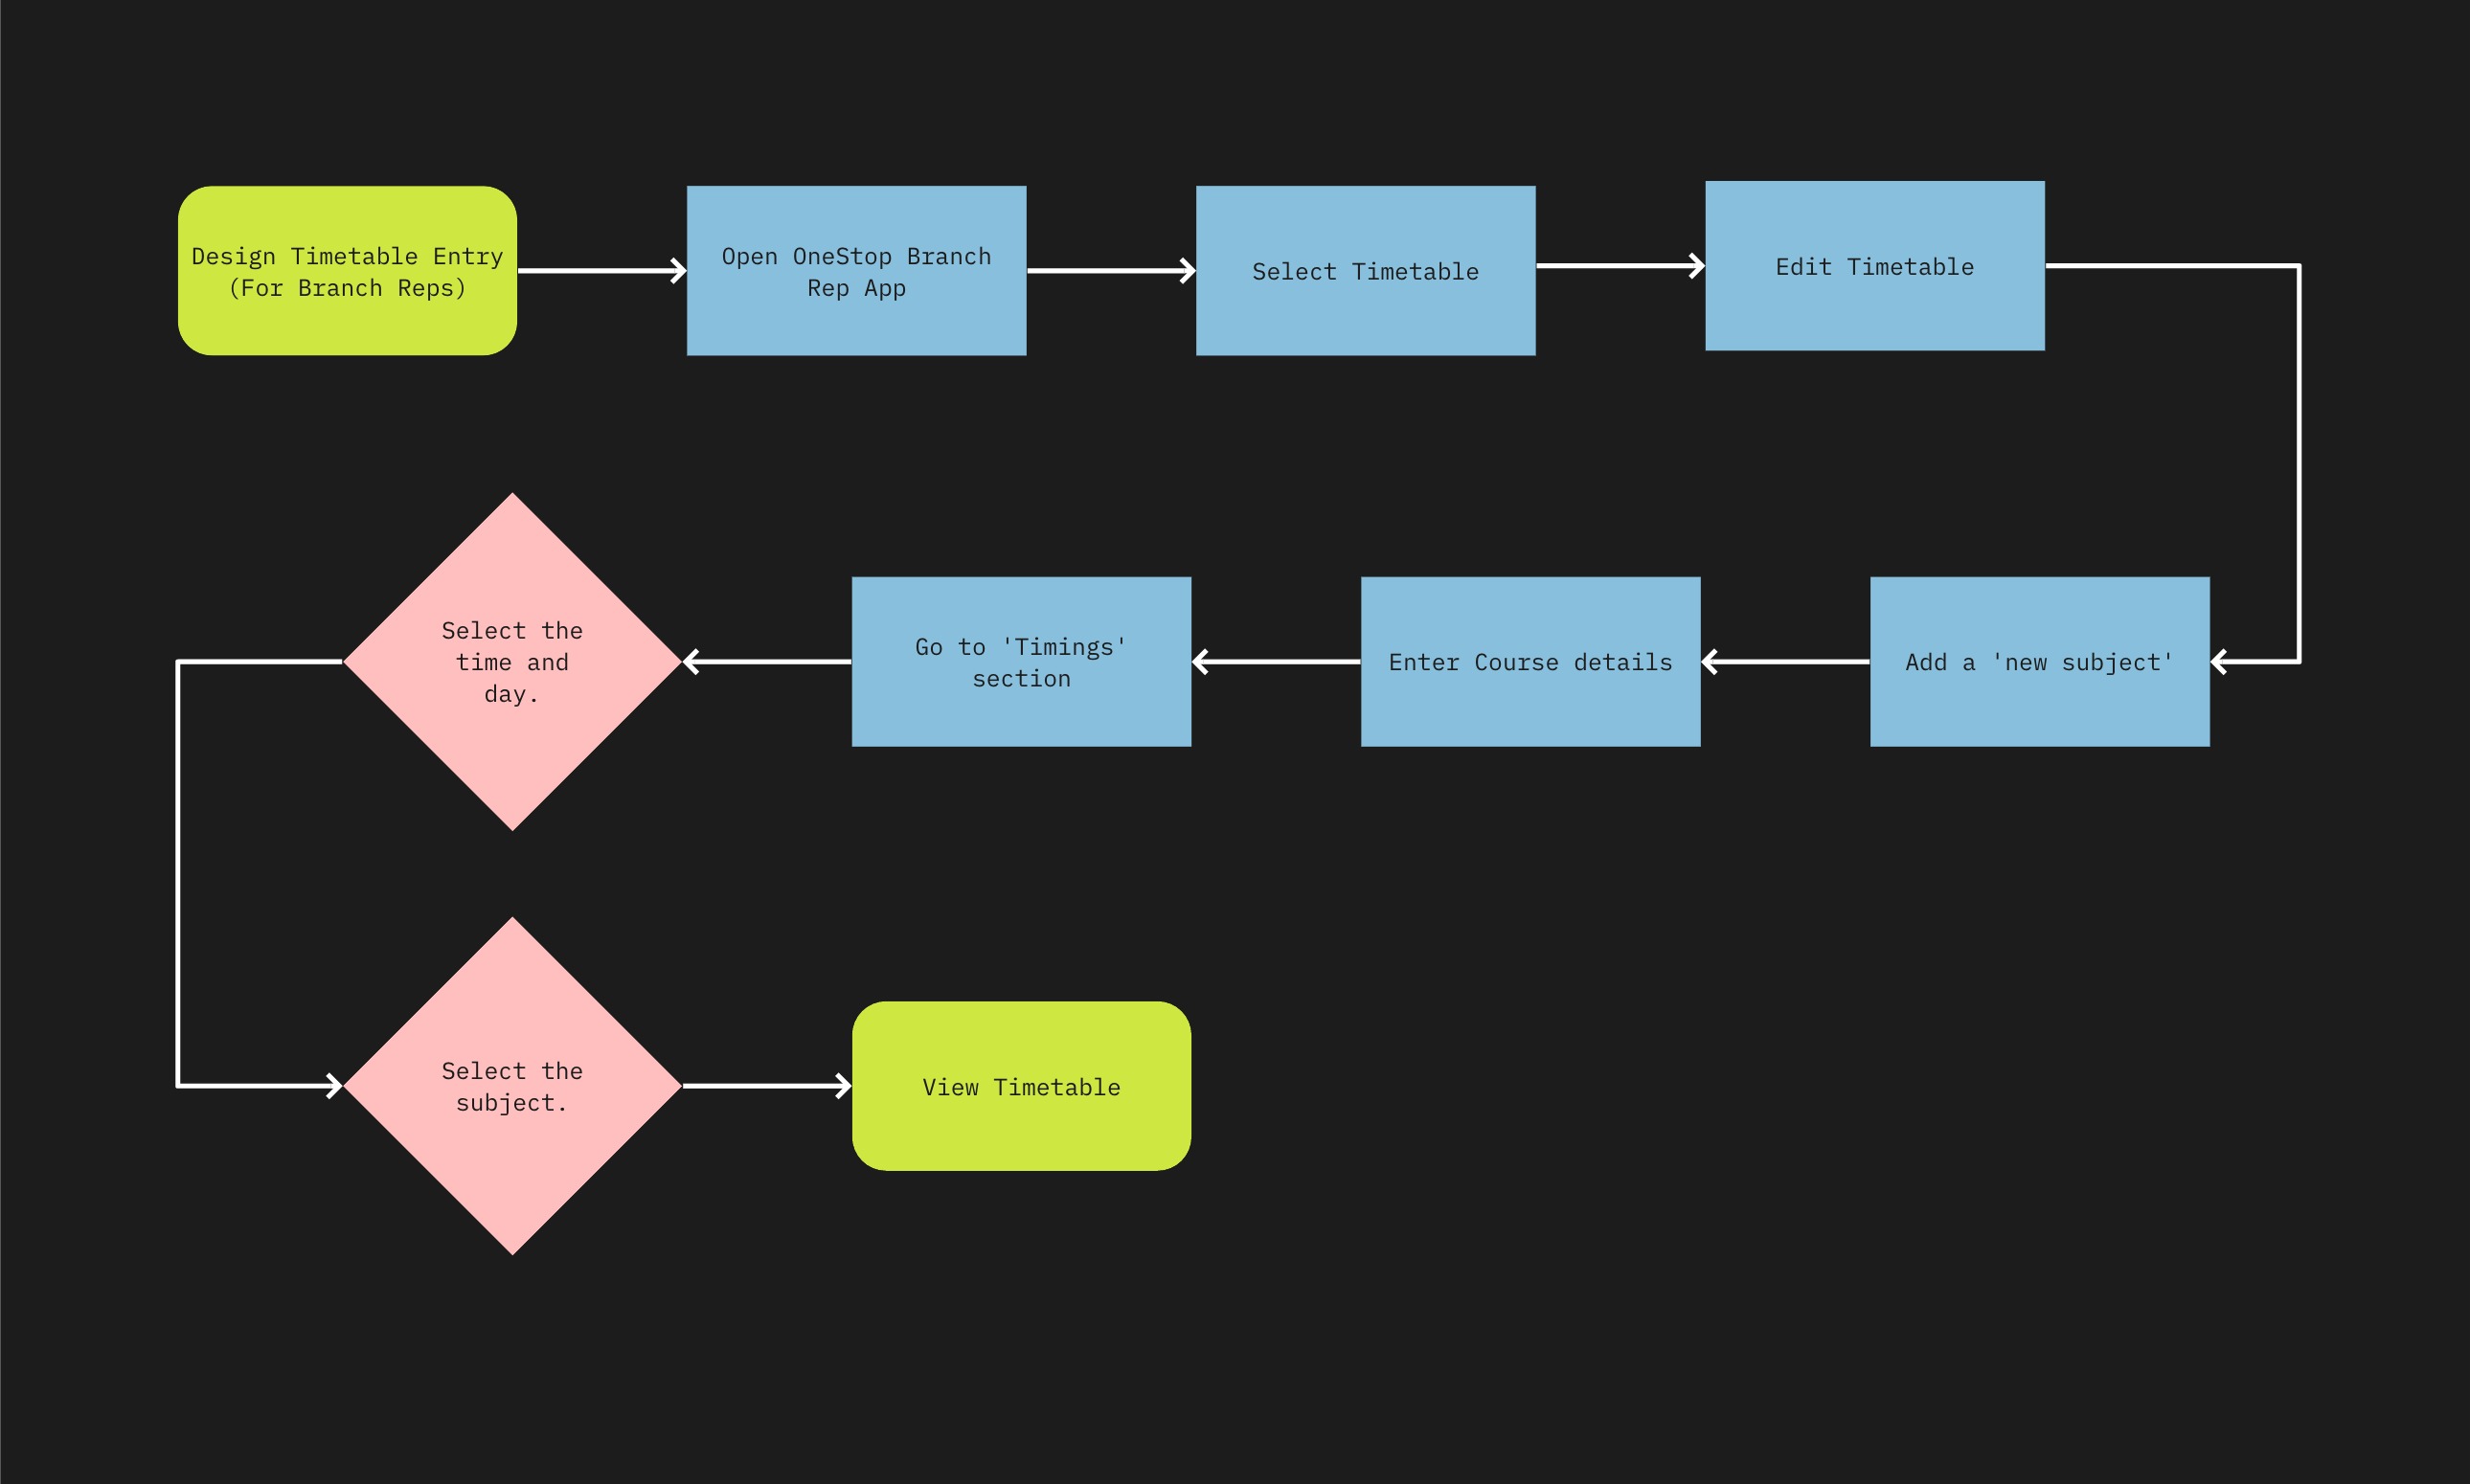 Design Timetable Entry
(For Branch Reps)
Open OneStop Branch
Rep App
Select Timetable
Edit Timetable
Add a 'new subject'
Enter Course details
Go to 'Timings'
section
Select the
time and
day.
Select the
subject.
View Timetable